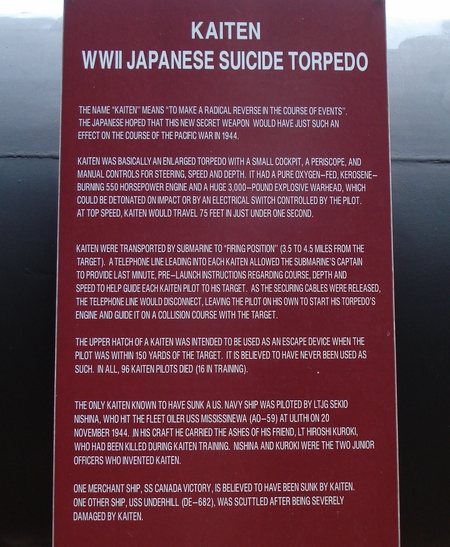 KAITEN
WWII JAPANESE SUICIDE TORPEDO
THE NAME "KAITEN" MEANS "TO MAKE A RADICAL REVERSE IN THE COURSE OF EVENTS".
THE JAPANESE HOPED THAT THIS NEW SECRET WEAPON WOULD HAVE JUST SUCH AN
EFFECT ON THE COURSE OF THE PACIFIC WAR IN 1944.
KAITEN WAS BASICALLY AN ENLARGED TORPEDO WITH A SMALL COCKPIT, A PERISCOPE, AND
MANUAL CONTROLS FOR STEERING, SPEED AND DEPTH. IT HAD A PURE OXYGEN-FED, KEROSENE-
BURNING 550 HORSEPOWER ENGINE AND A HUGE 3,000-POUND EXPLOSIVE WARHEAD, WHICH
COULD BE DETONATED ON IMPACT OR BY AN ELECTRICAL SWITCH CONTROLLED BY THE PILOT.
AT TOP SPEED, KAITEN WOULD TRAVEL 75 FEET IN JUST UNDER ONE SECOND.
KAITEN WERE TRANSPORTED BY SUBMARINE TO "FIRING POSITION" (3.5 TO 4.5 MILES FROM THE
TARGET). A TELEPHONE LINE LEADING INTO EACH KAITEN ALLOWED THE SUBMARINE'S CAPTAIN
TO PROVIDE LAST MINUTE, PRE-LAUNCH INSTRUCTIONS REGARDING COURSE, DEPTH AND
SPEED TO HELP GUIDE EACH KAITEN PILOT TO HIS TARGET. AS THE SECURING CABLES WERE RELEASED,
THE TELEPHONE LINE WOULD DISCONNECT, LEAVING THE PILOT ON HIS OWN TO START HIS TORPEDO'S
ENGINE AND GUIDE IT ON A COLLISION COURSE WITH THE TARGET.
THE UPPER HATCH OF A KAITEN WAS INTENDED TO BE USED AS AN ESCAPE DEVICE WHEN THE
PILOT WAS WITHIN 150 YARDS OF THE TARGET. IT IS BELIEVED TO HAVE NEVER BEEN USED AS
SUCH. IN ALL, 96 KAITEN PILOTS DIED (16 IN TRAINING).
THE ONLY KAITEN KNOWN TO HAVE SUNK A U.S. NAVY SHIP WAS PILOTED BY LTJG SEKIO
NISHINA, WHO HIT THE FLEET OILER USS MISSISSINEWA (AO-59) AT ULITHI ON 20
NOVEMBER 1944. IN HIS CRAFT HE CARRIED THE ASHES OF HIS FRIEND, LT HIROSHI KUROKI,
WHO HAD BEEN KILLED DURING KAITEN TRAINING. NISHINA AND KUROKI WERE THE TWO JUNIOR
OFFICERS WHO INVENTED KAITEN.
ONE MERCHANT SHIP, SS CANADA VICTORY, IS BELIEVED TO HAVE BEEN SUNK BY KAITEN.
ONE OTHER SHIP, USS UNDERHILL (DE-682), WAS SCUTTLED AFTER BEING SEVERELY
DAMAGED BY KAITEN.